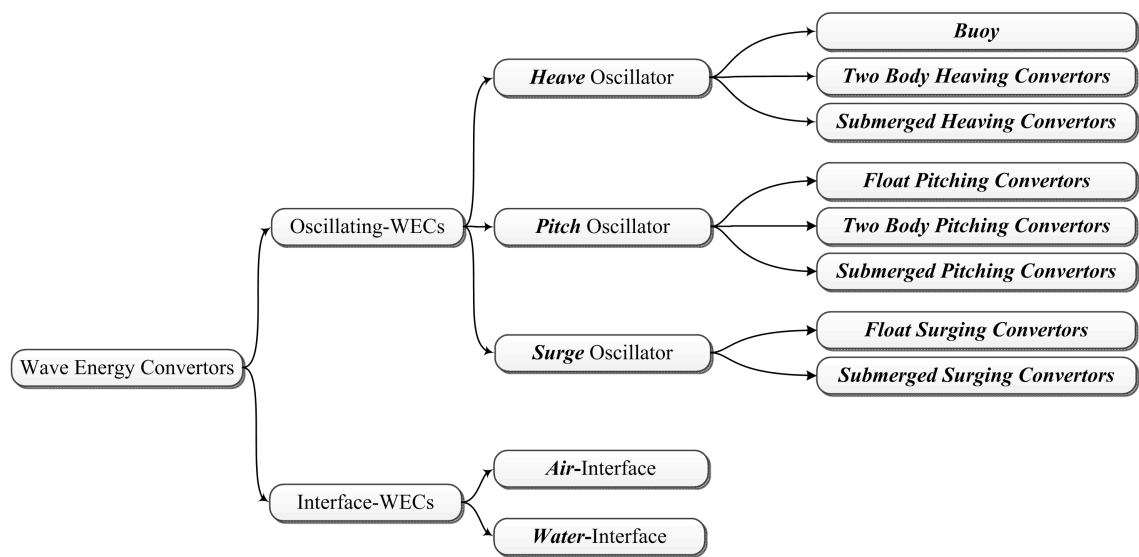 Buoy
Heave Oscillator
Two Body Heaving Convertors
Submerged Heaving Convertors
Float Pitching Convertors
Oscillating-WECs
Pitch Oscillator
Two Body Pitching Convertors
Submerged Pitching Convertors
Float Surging Convertors
Surge Oscillator
Wave Energy Convertors
Submerged Surging Convertors
Air-Interface
Interface-WECs
Water-Interface